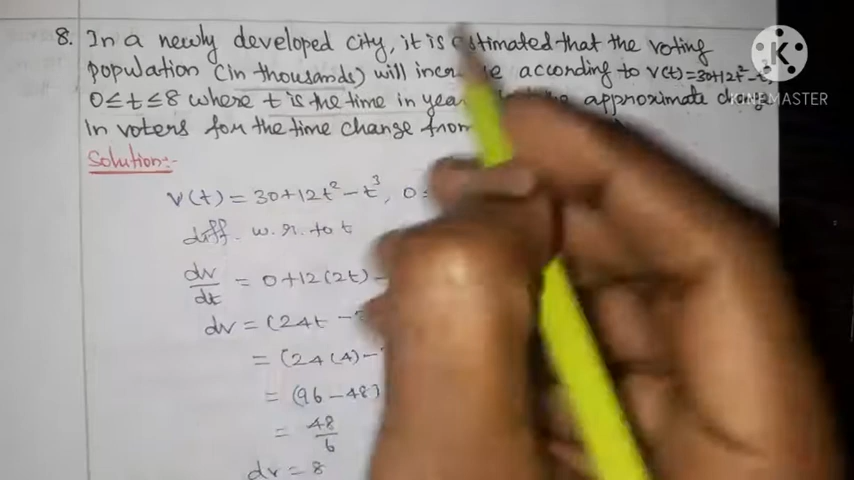 8. In a newly developed city, it is estimated that the voting
population (in thousands) will incr according to V(t)=30+12t²-t
0≤t≤8 where t is the time in year approximate change
In voters for the time change from
Solution:-
V(t) = 30+12t²-t³, 0≤
diff. w.r. to t
dv/dt = 0+12(2t)-
dv = (24t -
= (24(4)-
= (96-48)
= 48/6
dv = 8
K
KINEMASTER